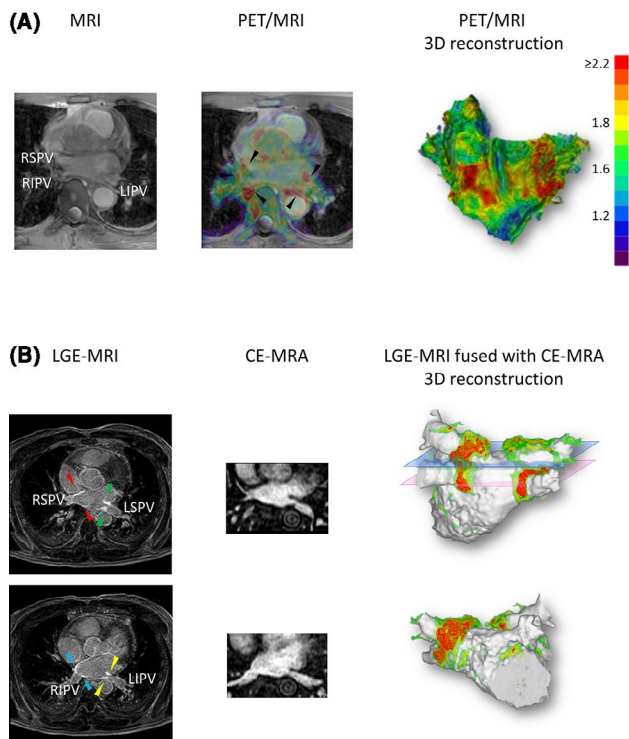 (A)
MRI
PET/MRI
PET/MRI
3D reconstruction
≥2.2
1.8
1.6
1.2
RSPV
RIPV
LIPV
(B)
LGE-MRI
CE-MRA
LGE-MRI fused with CE-MRA
3D reconstruction
RSPV
LSPV
RIPV
LIPV